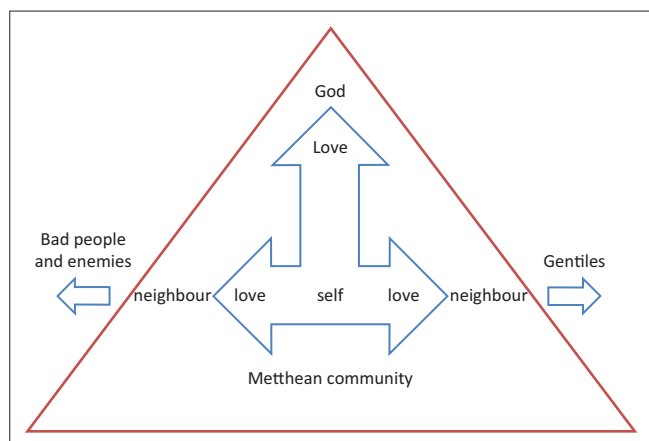 God
Love
Bad people
and enemies
Gentiles
neighbour love self love neighbour
Metthean community